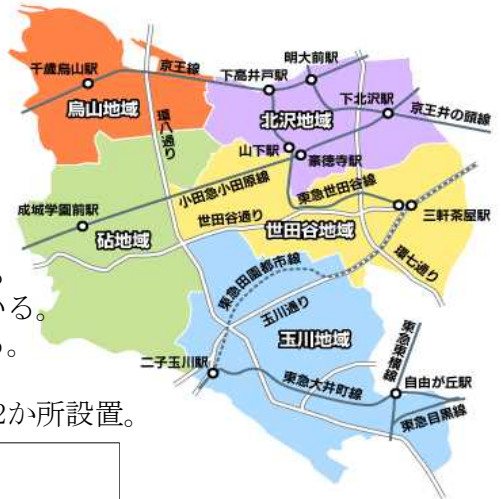 千歳烏山駅
京王線
明大前駅
下高井戸駅
烏山地域
下北沢駅
北沢地域
京王井の頭線
環八通り
山下駅
豪徳寺駅
小田急小田原線
東急世田谷線
成城学園前駅
世田谷通り
三軒茶屋駅
砧地域
世田谷地域
環七通り
東急田園都市線
いる。
玉川通り
玉川地域
東急東横線
二子玉川駅
自由が丘駅
東急大井町線
2か所設置。
東急目黒線